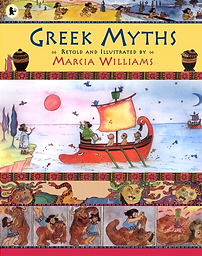 GREEK MYTHS
RETOLD AND ILLUSTRATED BY
MARCIA WILLIAMS